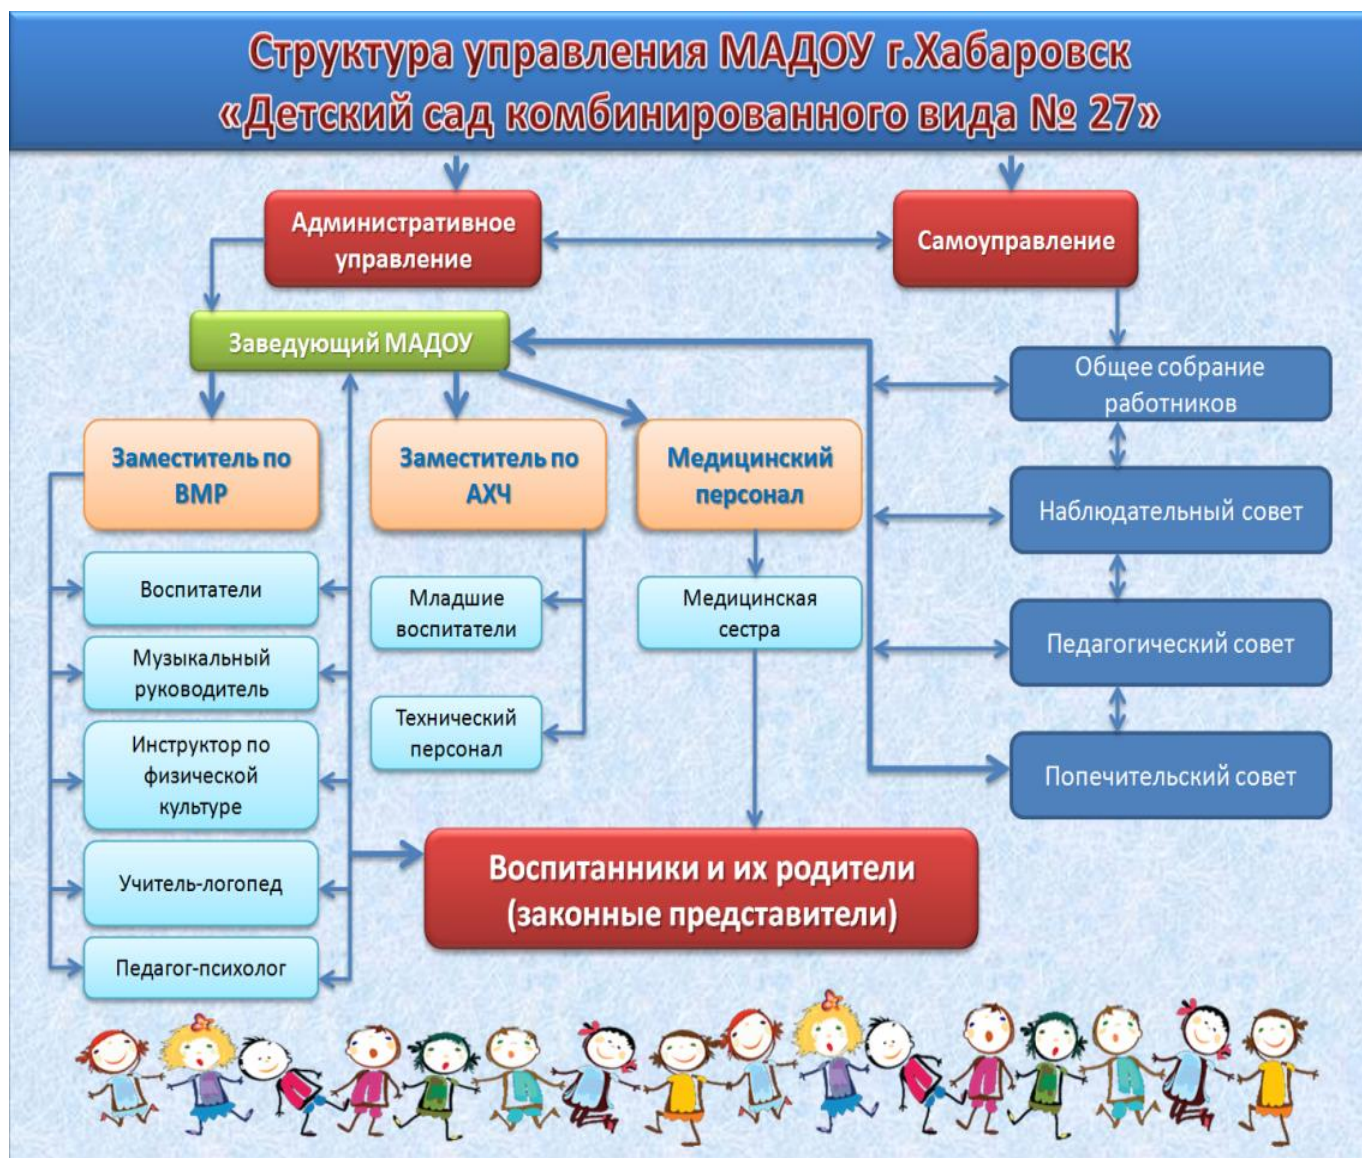 Структура управления МАДОУ г.Хабаровск
«Детский сад комбинированного вида № 27»
Административное
управление
Самоуправление
Заведующий МАДОУ
Общее собрание
работников
Заместитель по
ВМР
Заместитель по
АХЧ
Медицинский
персонал
Наблюдательный совет
Воспитатели
Младшие
воспитатели
Медицинская
сестра
Педагогический совет
Музыкальный
руководитель
Технический
персонал
Инструктор по
физической
культуре
Попечительский совет
Учитель-логопед
Воспитанники и их родители
(законные представители)
Педагог-психолог